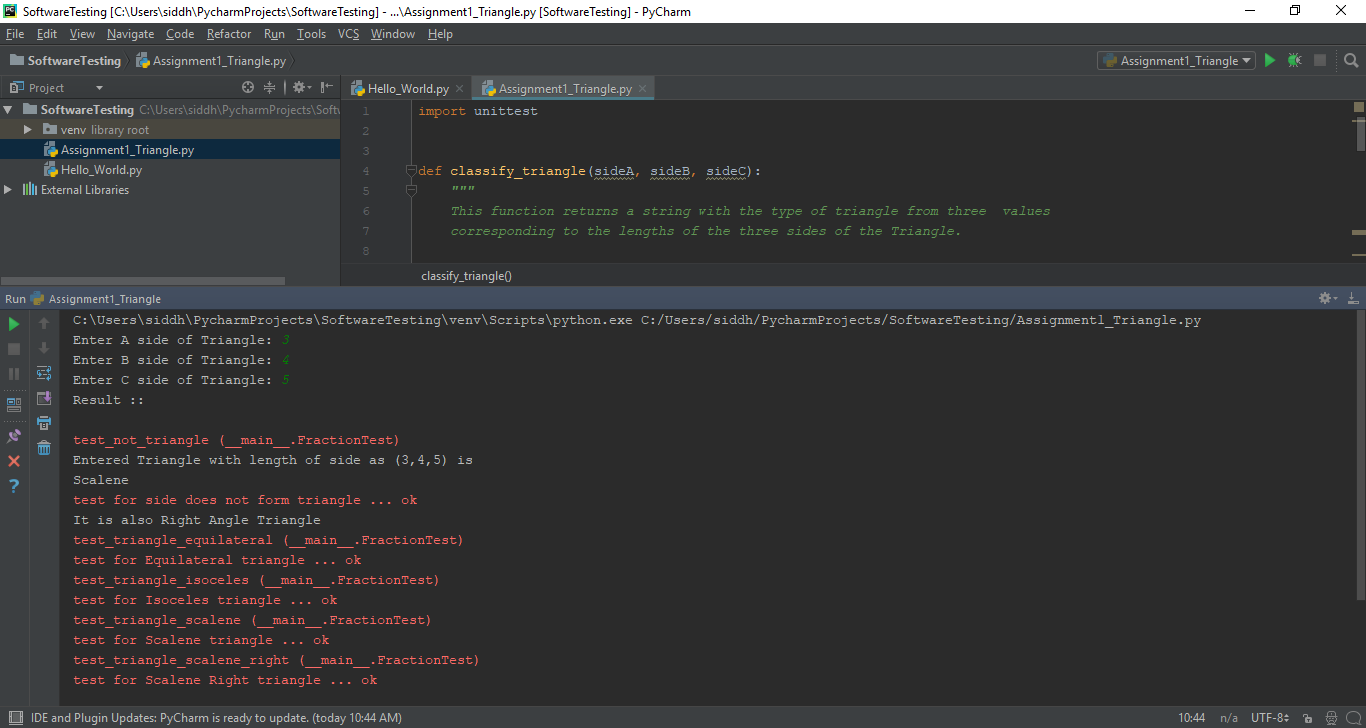 SoftwareTesting [C:\Users\siddh\PycharmProjects\SoftwareTesting] - ...\Assignment1_Triangle.py [SoftwareTesting] - PyCharm
File Edit View Navigate Code Refactor Run Tools VCS Window Help
SoftwareTesting Assignment1_Triangle.py Assignment1_Triangle
Project Hello_World.py Assignment1_Triangle.py
SoftwareTesting C:\Users\siddh\PycharmProjects\Softw
venv library root
Assignment1_Triangle.py
Hello_World.py
External Libraries
1 import unittest
2
3
4 def classify_triangle(sideA, sideB, sideC):
5 """
6 This function returns a string with the type of triangle from three  values
7 corresponding to the lengths of the three sides of the Triangle.
8
classify_triangle()
Run Assignment1_Triangle
C:\Users\siddh\PycharmProjects\SoftwareTesting\venv\Scripts\python.exe C:/Users/siddh/PycharmProjects/SoftwareTesting/Assignment1_Triangle.py
Enter A side of Triangle: 3
Enter B side of Triangle: 4
Enter C side of Triangle: 5
Result ::
test_not_triangle (__main__.FractionTest)
Entered Triangle with length of side as (3,4,5) is
Scalene
test for side does not form triangle ... ok
It is also Right Angle Triangle
test_triangle_equilateral (__main__.FractionTest)
test for Equilateral triangle ... ok
test_triangle_isoceles (__main__.FractionTest)
test for Isoceles triangle ... ok
test_triangle_scalene (__main__.FractionTest)
test for Scalene triangle ... ok
test_triangle_scalene_right (__main__.FractionTest)
test for Scalene Right triangle ... ok
IDE and Plugin Updates: PyCharm is ready to update. (today 10:44 AM) 10:44 n/a UTF-8